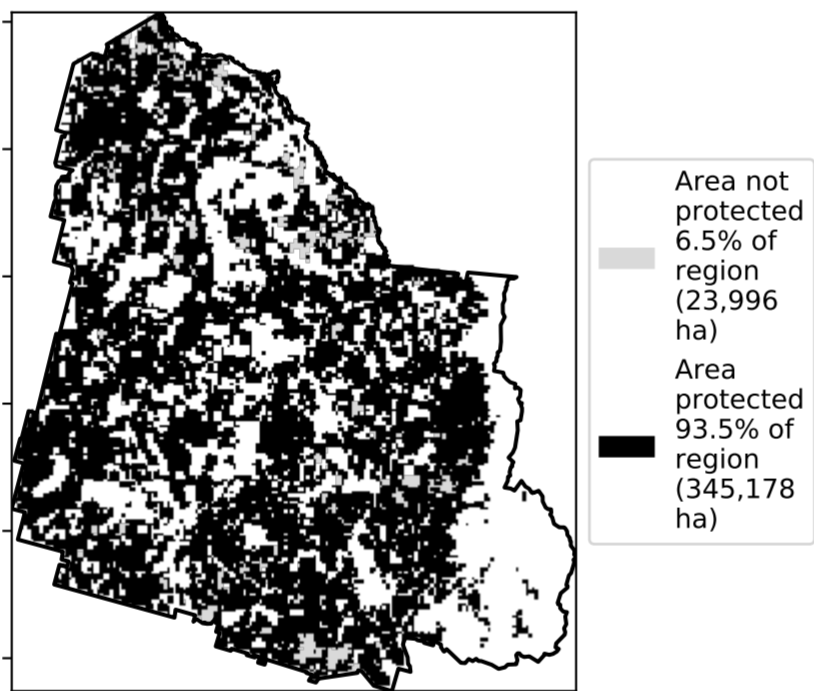 Area not
protected
6.5% of
region
(23,996
ha)
Area
protected
93.5% of
region
(345,178
ha)